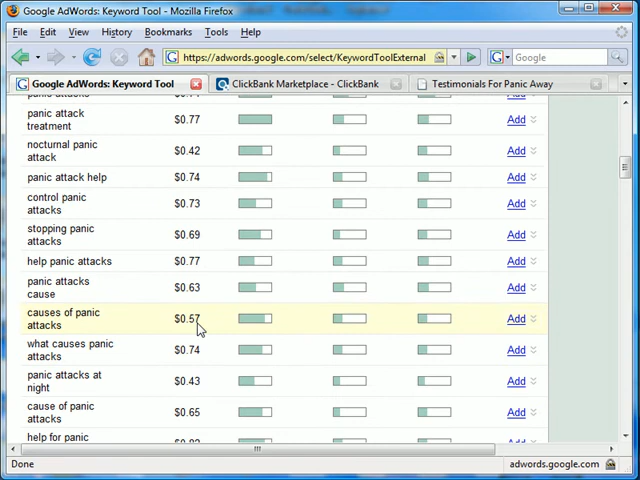 Google AdWords: Keyword Tool - Mozilla Firefox
File Edit View History Bookmarks Tools Help
https://adwords.google.com/select/KeywordToolExternal
Google
Google AdWords: Keyword Tool
ClickBank Marketplace - ClickBank
Testimonials For Panic Away
panic attack
treatment
$0.77
Add
nocturnal panic
attack
$0.42
Add
panic attack help
$0.74
Add
control panic
attacks
$0.73
Add
stopping panic
attacks
$0.69
Add
help panic attacks
$0.77
Add
panic attacks
cause
$0.63
Add
causes of panic
attacks
$0.57
Add
what causes panic
attacks
$0.74
Add
panic attacks at
night
$0.43
Add
cause of panic
attacks
$0.65
Add
help for panic
Add
Done
adwords.google.com